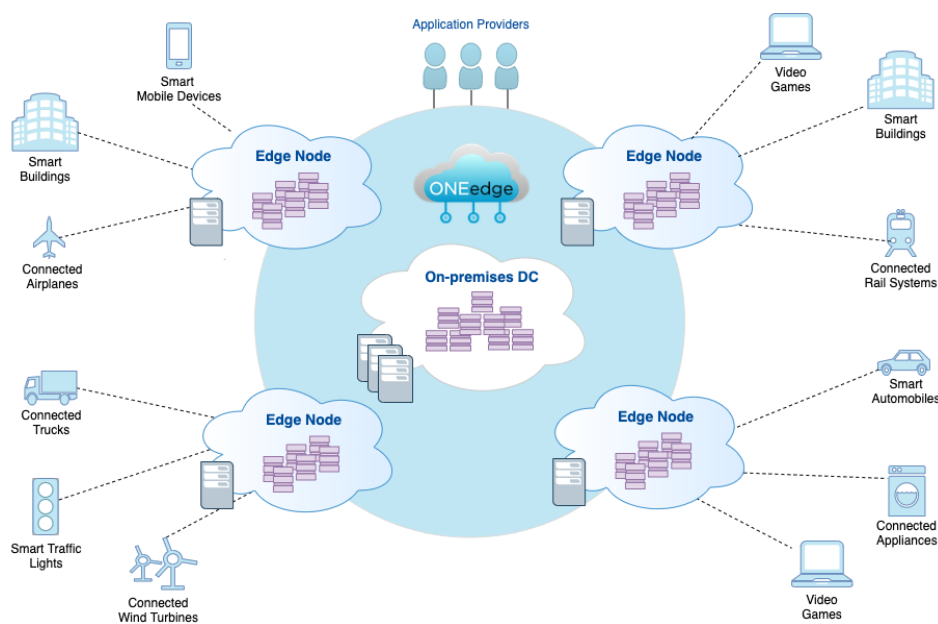 Application Providers
Smart
Mobile Devices
Video
Games
Smart
Buildings
Smart
Buildings
Edge Node
Edge Node
ONEedge
Connected
Airplanes
Connected
Rail Systems
On-premises DC
Connected
Trucks
Smart
Automobiles
Edge Node
Edge Node
Smart Traffic
Lights
Connected
Appliances
Connected
Wind Turbines
Video
Games